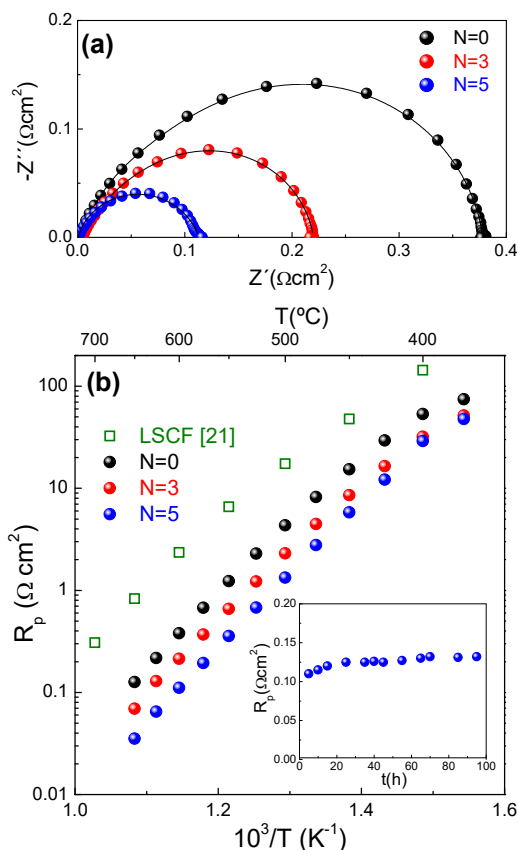 (a)
N=0
N=3
N=5
-Z´´(Ωcm²)
0.2
0.1
0.0
0.0 0.1 0.2 0.3 0.4
Z´(Ωcm²)
T(ºC)
700 600 500 400
(b)
LSCF [21]
N=0
N=3
N=5
R_p (Ω cm²)
100
10
1
0.1
0.01
1.0 1.2 1.4 1.6
10³/T (K⁻¹)
R_p(Ωcm²)
0.20
0.15
0.10
0.05
0.00
0 20 40 60 80 100
t(h)